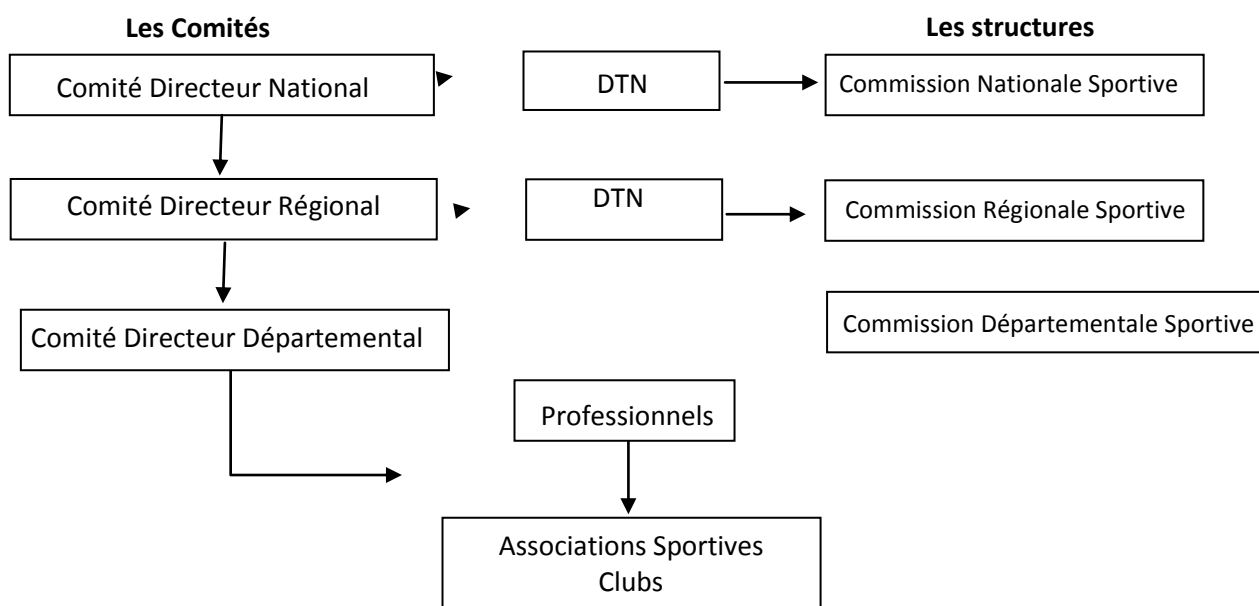 Les Comités
Les structures
Comité Directeur National
DTN
Commission Nationale Sportive
Comité Directeur Régional
DTN
Commission Régionale Sportive
Comité Directeur Départemental
Commission Départementale Sportive
Professionnels
Associations Sportives
Clubs